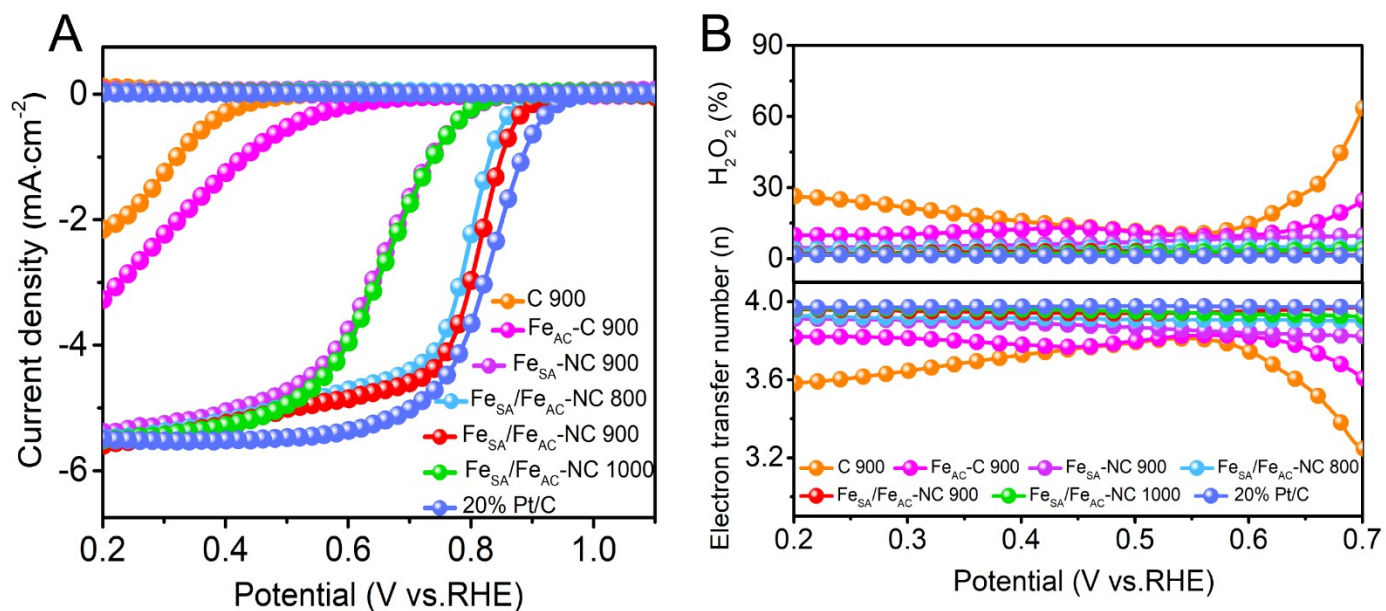 A
Current density (mA·cm⁻²)
0
-2
-4
-6
C 900
Fe_AC-C 900
Fe_SA-NC 900
Fe_SA/Fe_AC-NC 800
Fe_SA/Fe_AC-NC 900
Fe_SA/Fe_AC-NC 1000
20% Pt/C
0.2 0.4 0.6 0.8 1.0
Potential (V vs.RHE)
B
H₂O₂ (%)
90
60
30
0
Electron transfer number (n)
4.0
3.6
3.2
C 900 Fe_AC-C 900 Fe_SA-NC 900 Fe_SA/Fe_AC-NC 800
Fe_SA/Fe_AC-NC 900 Fe_SA/Fe_AC-NC 1000 20% Pt/C
0.2 0.3 0.4 0.5 0.6 0.7
Potential (V vs.RHE)